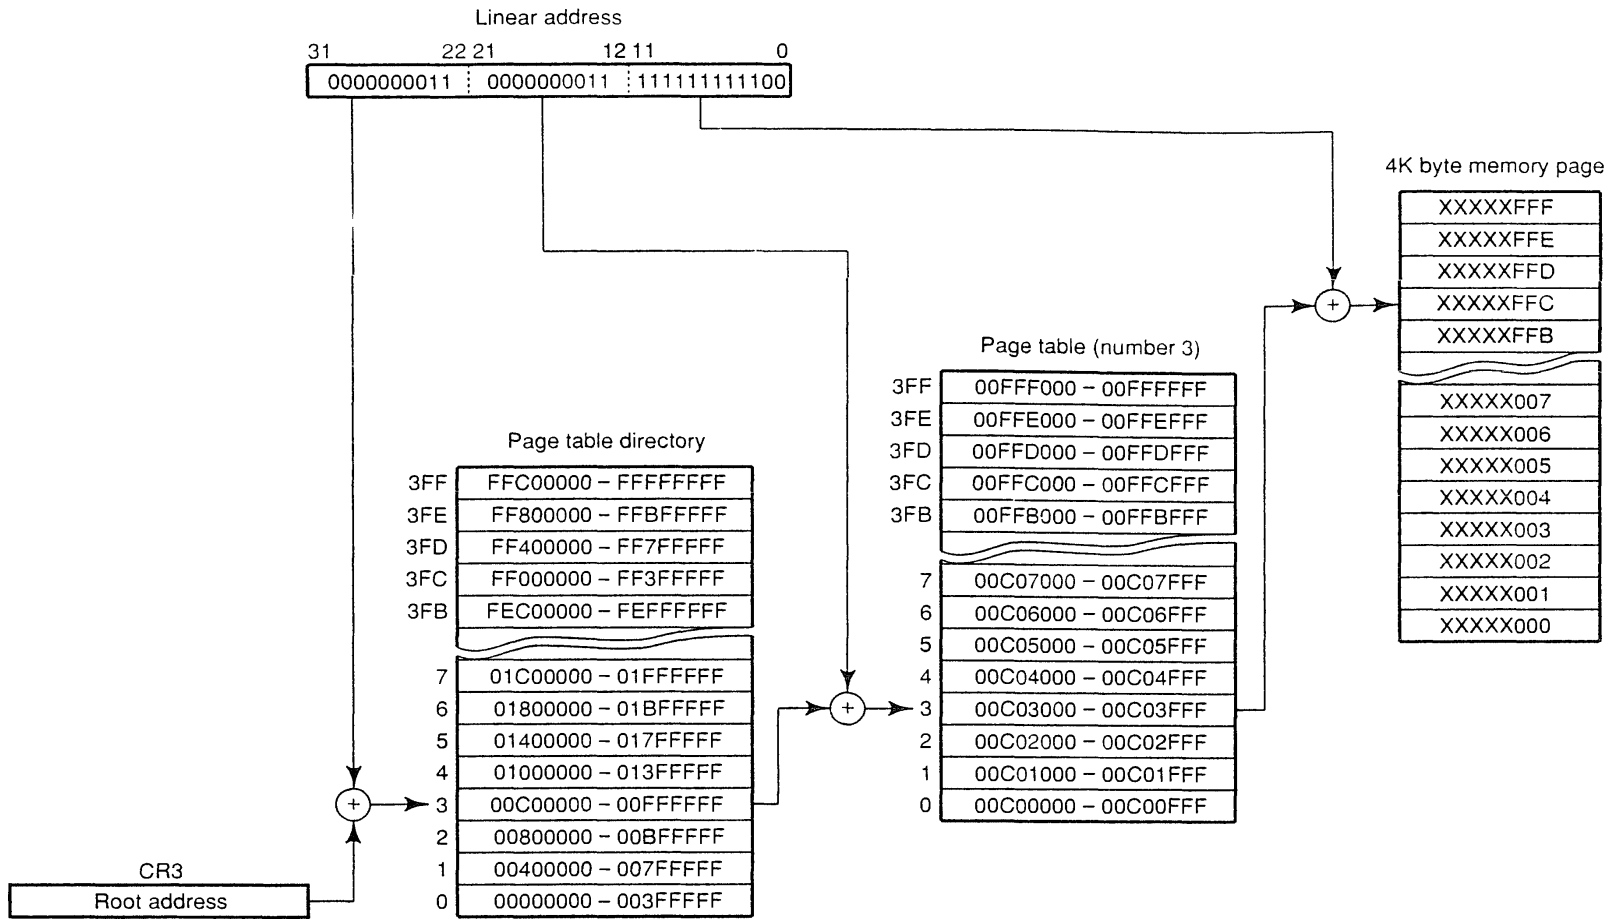 Linear address
31 22 21 12 11 0
0000000011 0000000011 111111111100
4K byte memory page
XXXXXFFF
XXXXXFFE
XXXXXFFD
XXXXXFFC
XXXXXFFB
XXXXX007
XXXXX006
XXXXX005
XXXXX004
XXXXX003
XXXXX002
XXXXX001
XXXXX000
+
Page table (number 3)
3FF 00FFF000 – 00FFFFFF
3FE 00FFE000 – 00FFEFFF
3FD 00FFD000 – 00FFDFFF
3FC 00FFC000 – 00FFCFFF
3FB 00FFB000 – 00FFBFFF
7 00C07000 – 00C07FFF
6 00C06000 – 00C06FFF
5 00C05000 – 00C05FFF
4 00C04000 – 00C04FFF
3 00C03000 – 00C03FFF
2 00C02000 – 00C02FFF
1 00C01000 – 00C01FFF
0 00C00000 – 00C00FFF
+
Page table directory
3FF FFC00000 – FFFFFFFF
3FE FF800000 – FFBFFFFF
3FD FF400000 – FF7FFFFF
3FC FF000000 – FF3FFFFF
3FB FEC00000 – FEFFFFFF
7 01C00000 – 01FFFFFF
6 01800000 – 01BFFFFF
5 01400000 – 017FFFFF
4 01000000 – 013FFFFF
3 00C00000 – 00FFFFFF
2 00800000 – 00BFFFFF
1 00400000 – 007FFFFF
0 00000000 – 003FFFFF
+
CR3
Root address